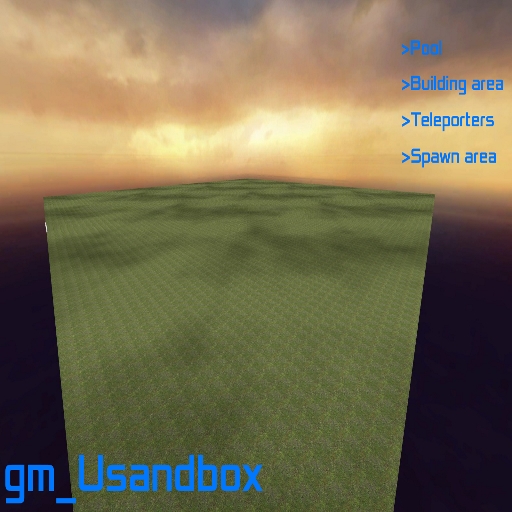 >Pool
>Building area
>Teleporters
>Spawn area
gm_Usandbox